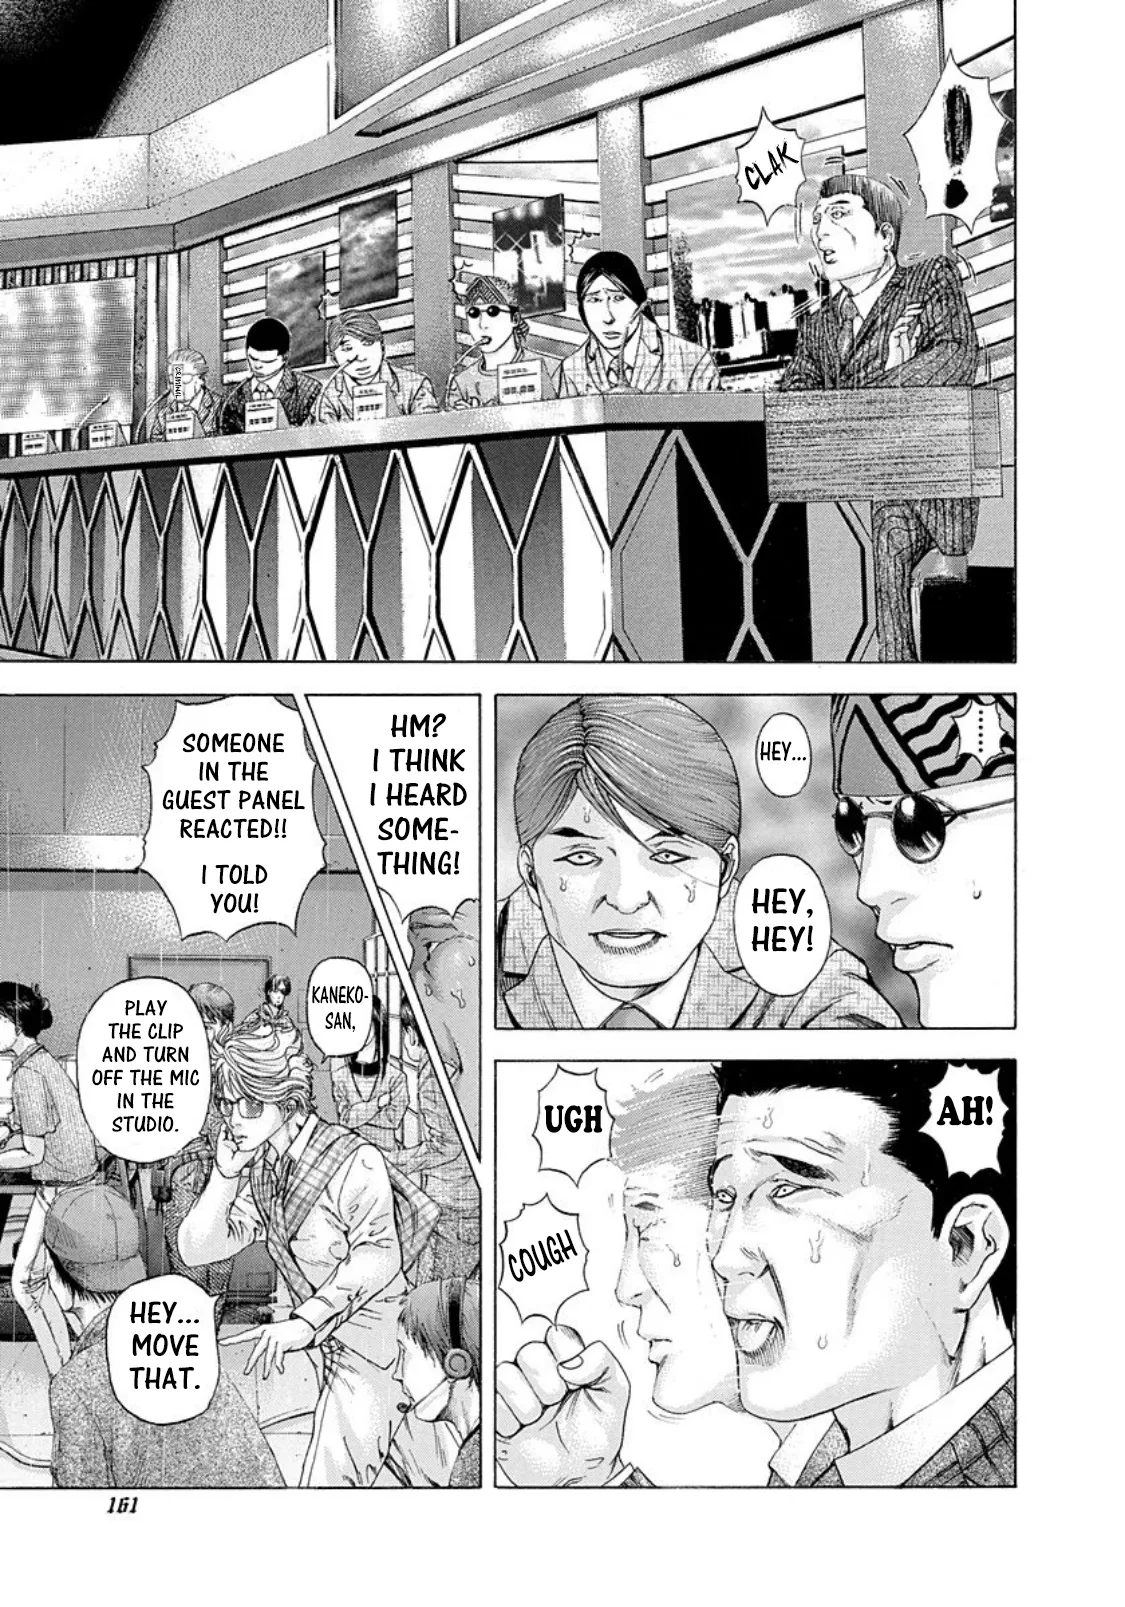 CLAK
CRIMINAL
HEY...
HEY,
HEY!
AH!
UGH
COUGH
HM?
I THINK
I HEARD
SOME-
THING!
SOMEONE
IN THE
GUEST PANEL
REACTED!!
I TOLD
YOU!
KANEKO-
SAN,
PLAY
THE CLIP
AND TURN
OFF THE MIC
IN THE
STUDIO.
HEY...
MOVE
THAT.
161